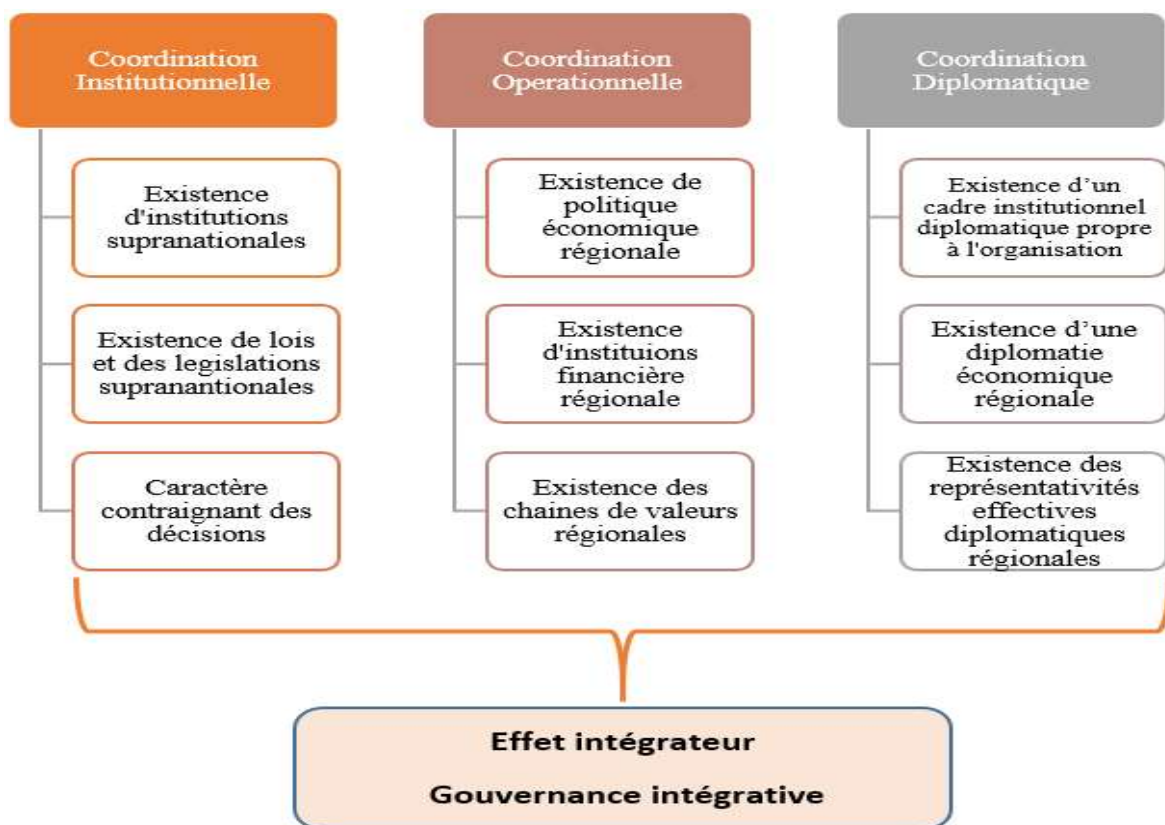 Coordination
Institutionnelle
Existence
d'institutions
supranationales
Existence de lois
et des legislations
supranantionales
Caractère
contraignant des
décisions
Coordination
Operationnelle
Existence de
politique
économique
régionale
Existence
d'instituions
financière
régionale
Existence des
chaines de valeurs
régionales
Coordination
Diplomatique
Existence d’un
cadre institutionnel
diplomatique propre
à l'organisation
Existence d’une
diplomatie
économique
régionale
Existence des
représentativités
effectives
diplomatiques
régionales
Effet intégrateur
Gouvernance intégrative